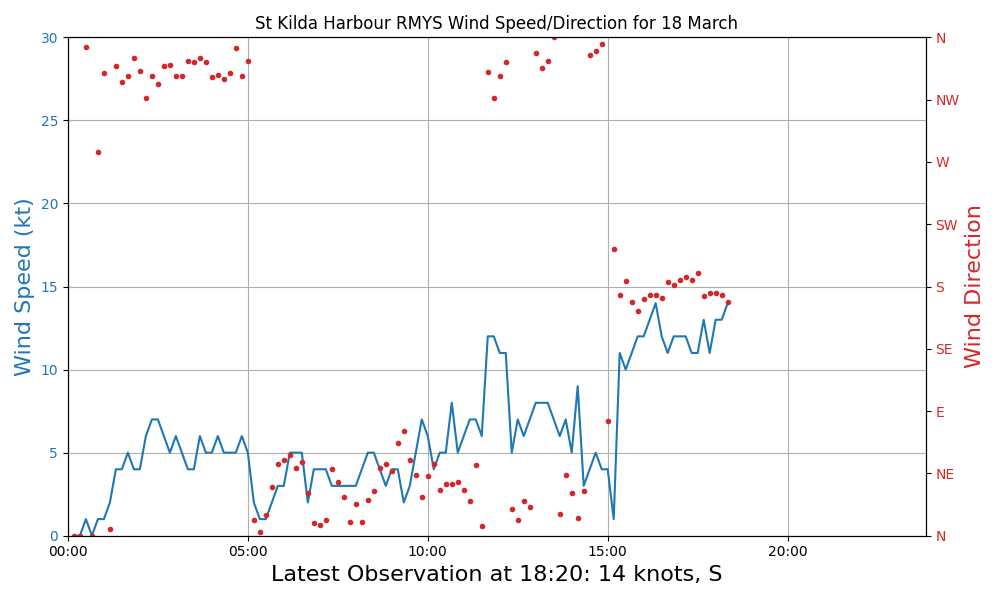 St Kilda Harbour RMYS Wind Speed/Direction for 18 March
30
25
20
15
10
5
0
Wind Speed (kt)
N
NW
W
SW
S
SE
E
NE
N
Wind Direction
00:00 05:00 10:00 15:00 20:00
Latest Observation at 18:20: 14 knots, S